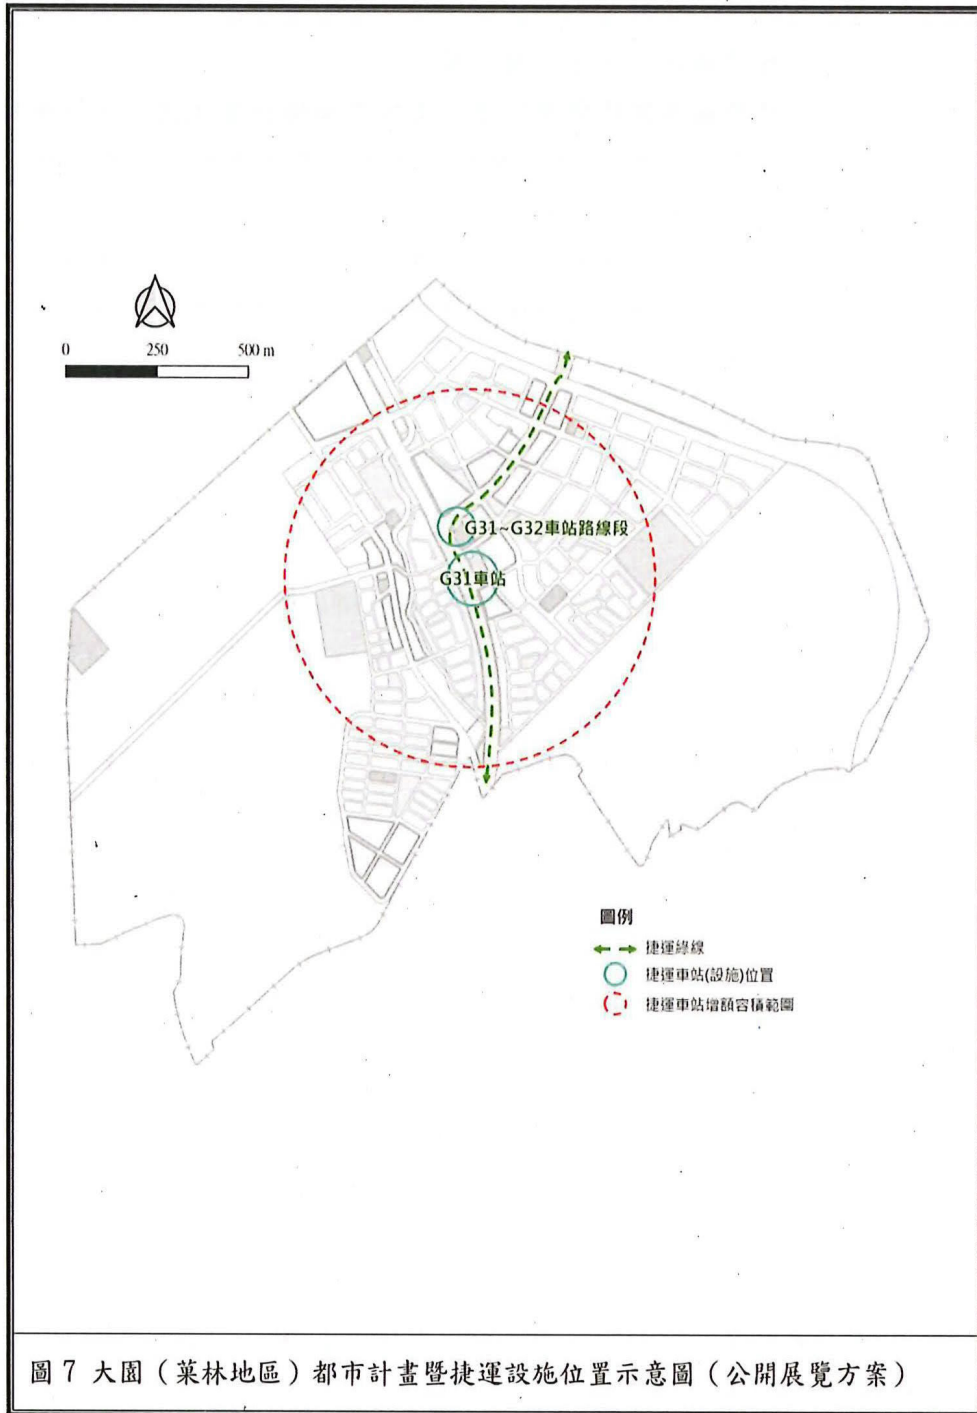 0 250 500 m
G31~G32車站路線段
G31車站
圖例
捷運綠線
捷運車站(設施)位置
捷運車站增額容積範圍
圖 7 大園（菓林地區）都市計畫暨捷運設施位置示意圖（公開展覽方案）